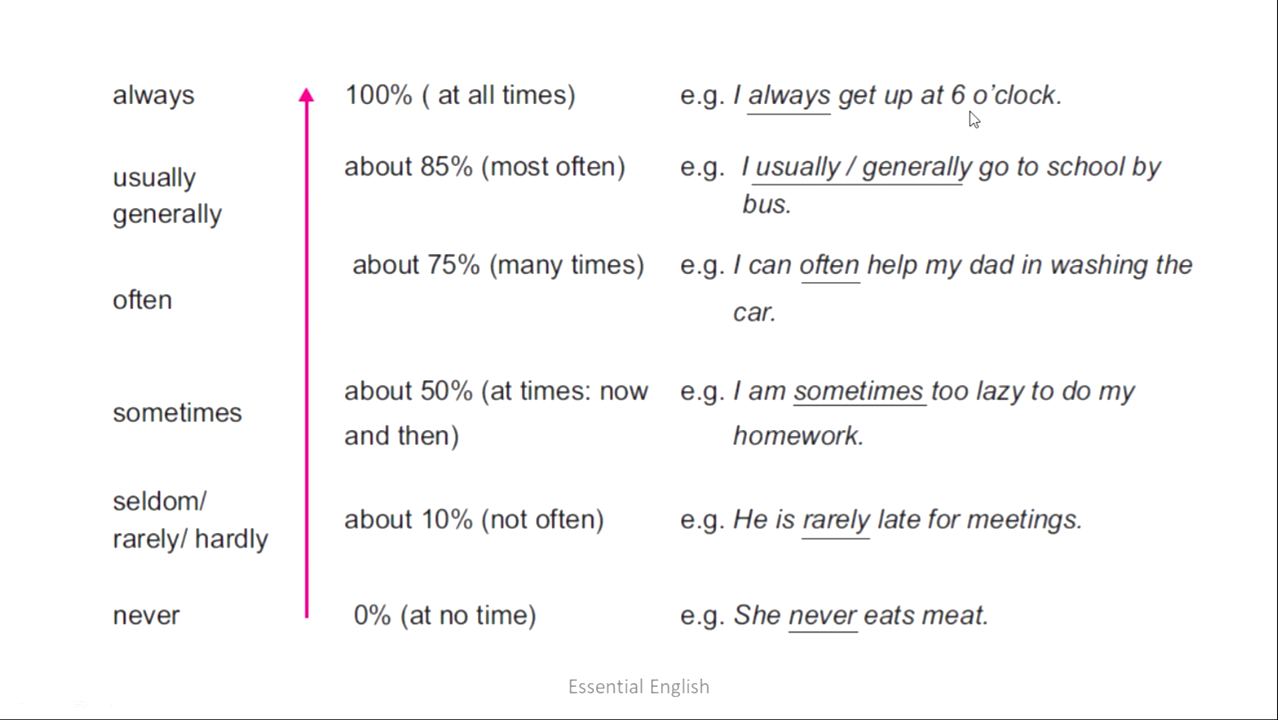 always 100% ( at all times) e.g. I always get up at 6 o’clock.
usually about 85% (most often) e.g. I usually / generally go to school by
generally bus.
about 75% (many times) e.g. I can often help my dad in washing the
often car.
sometimes about 50% (at times: now e.g. I am sometimes too lazy to do my
and then) homework.
seldom/
rarely/ hardly about 10% (not often) e.g. He is rarely late for meetings.
never 0% (at no time) e.g. She never eats meat.
Essential English